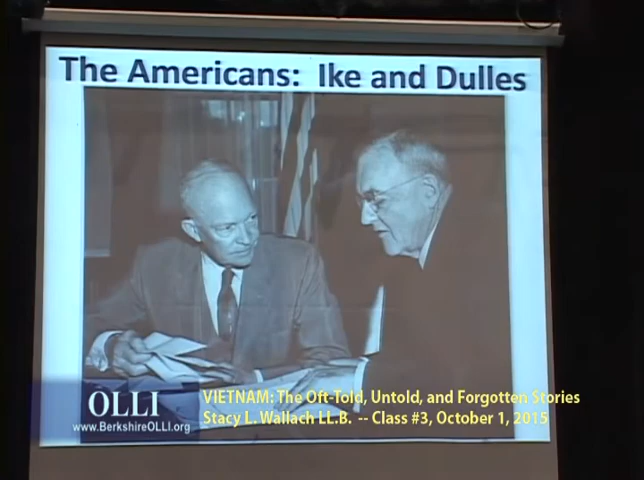 The Americans: Ike and Dulles
OLLI
www.BerkshireOLLI.org
VIETNAM: The Oft-Told, Untold, and Forgotten Stories
Stacy L. Wallach LL.B. -- Class #3, October 1, 2015